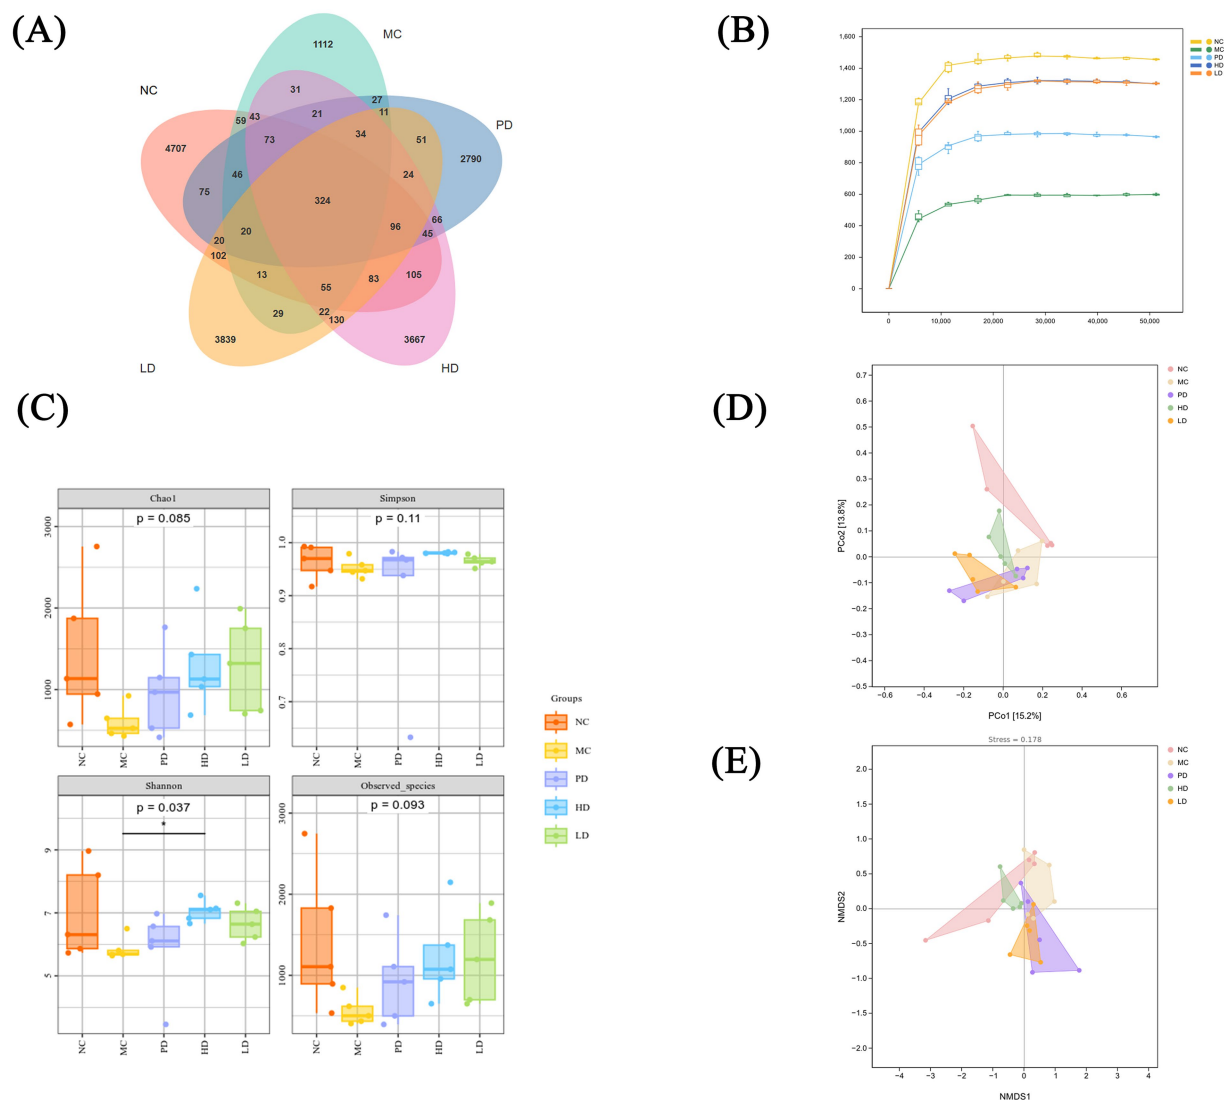 (A)
MC
NC
PD
LD
HD
1112
31
27
11
59
43
21
34
51
4707
73
2790
46
24
75
324
20
20
96
66
45
102
13
55
83
105
29
22
130
3839
3667
(B)
1,600
1,400
1,200
1,000
800
600
400
200
0
0
10,000
20,000
30,000
40,000
50,000
NC
MC
PD
HD
LD
(C)
Chao1
p = 0.085
3000
2000
1000
NC
MC
PD
HD
LD
Simpson
p = 0.11
1.0
0.9
0.8
0.7
NC
MC
PD
HD
LD
Shannon
p = 0.037
*
9
7
5
NC
MC
PD
HD
LD
Observed_species
p = 0.093
3000
2000
1000
NC
MC
PD
HD
LD
Groups
NC
MC
PD
HD
LD
(D)
0.7
0.6
0.5
0.4
0.3
0.2
0.1
0.0
−0.1
−0.2
−0.3
−0.4
−0.5
PCo2 [13.8%]
−0.6
−0.4
−0.2
0.0
0.2
0.4
0.6
PCo1 [15.2%]
NC
MC
PD
HD
LD
(E)
Stress = 0.178
2.0
1.5
1.0
0.5
0.0
−0.5
−1.0
−1.5
−2.0
NMDS2
−4
−3
−2
−1
0
1
2
3
4
NMDS1
NC
MC
PD
HD
LD